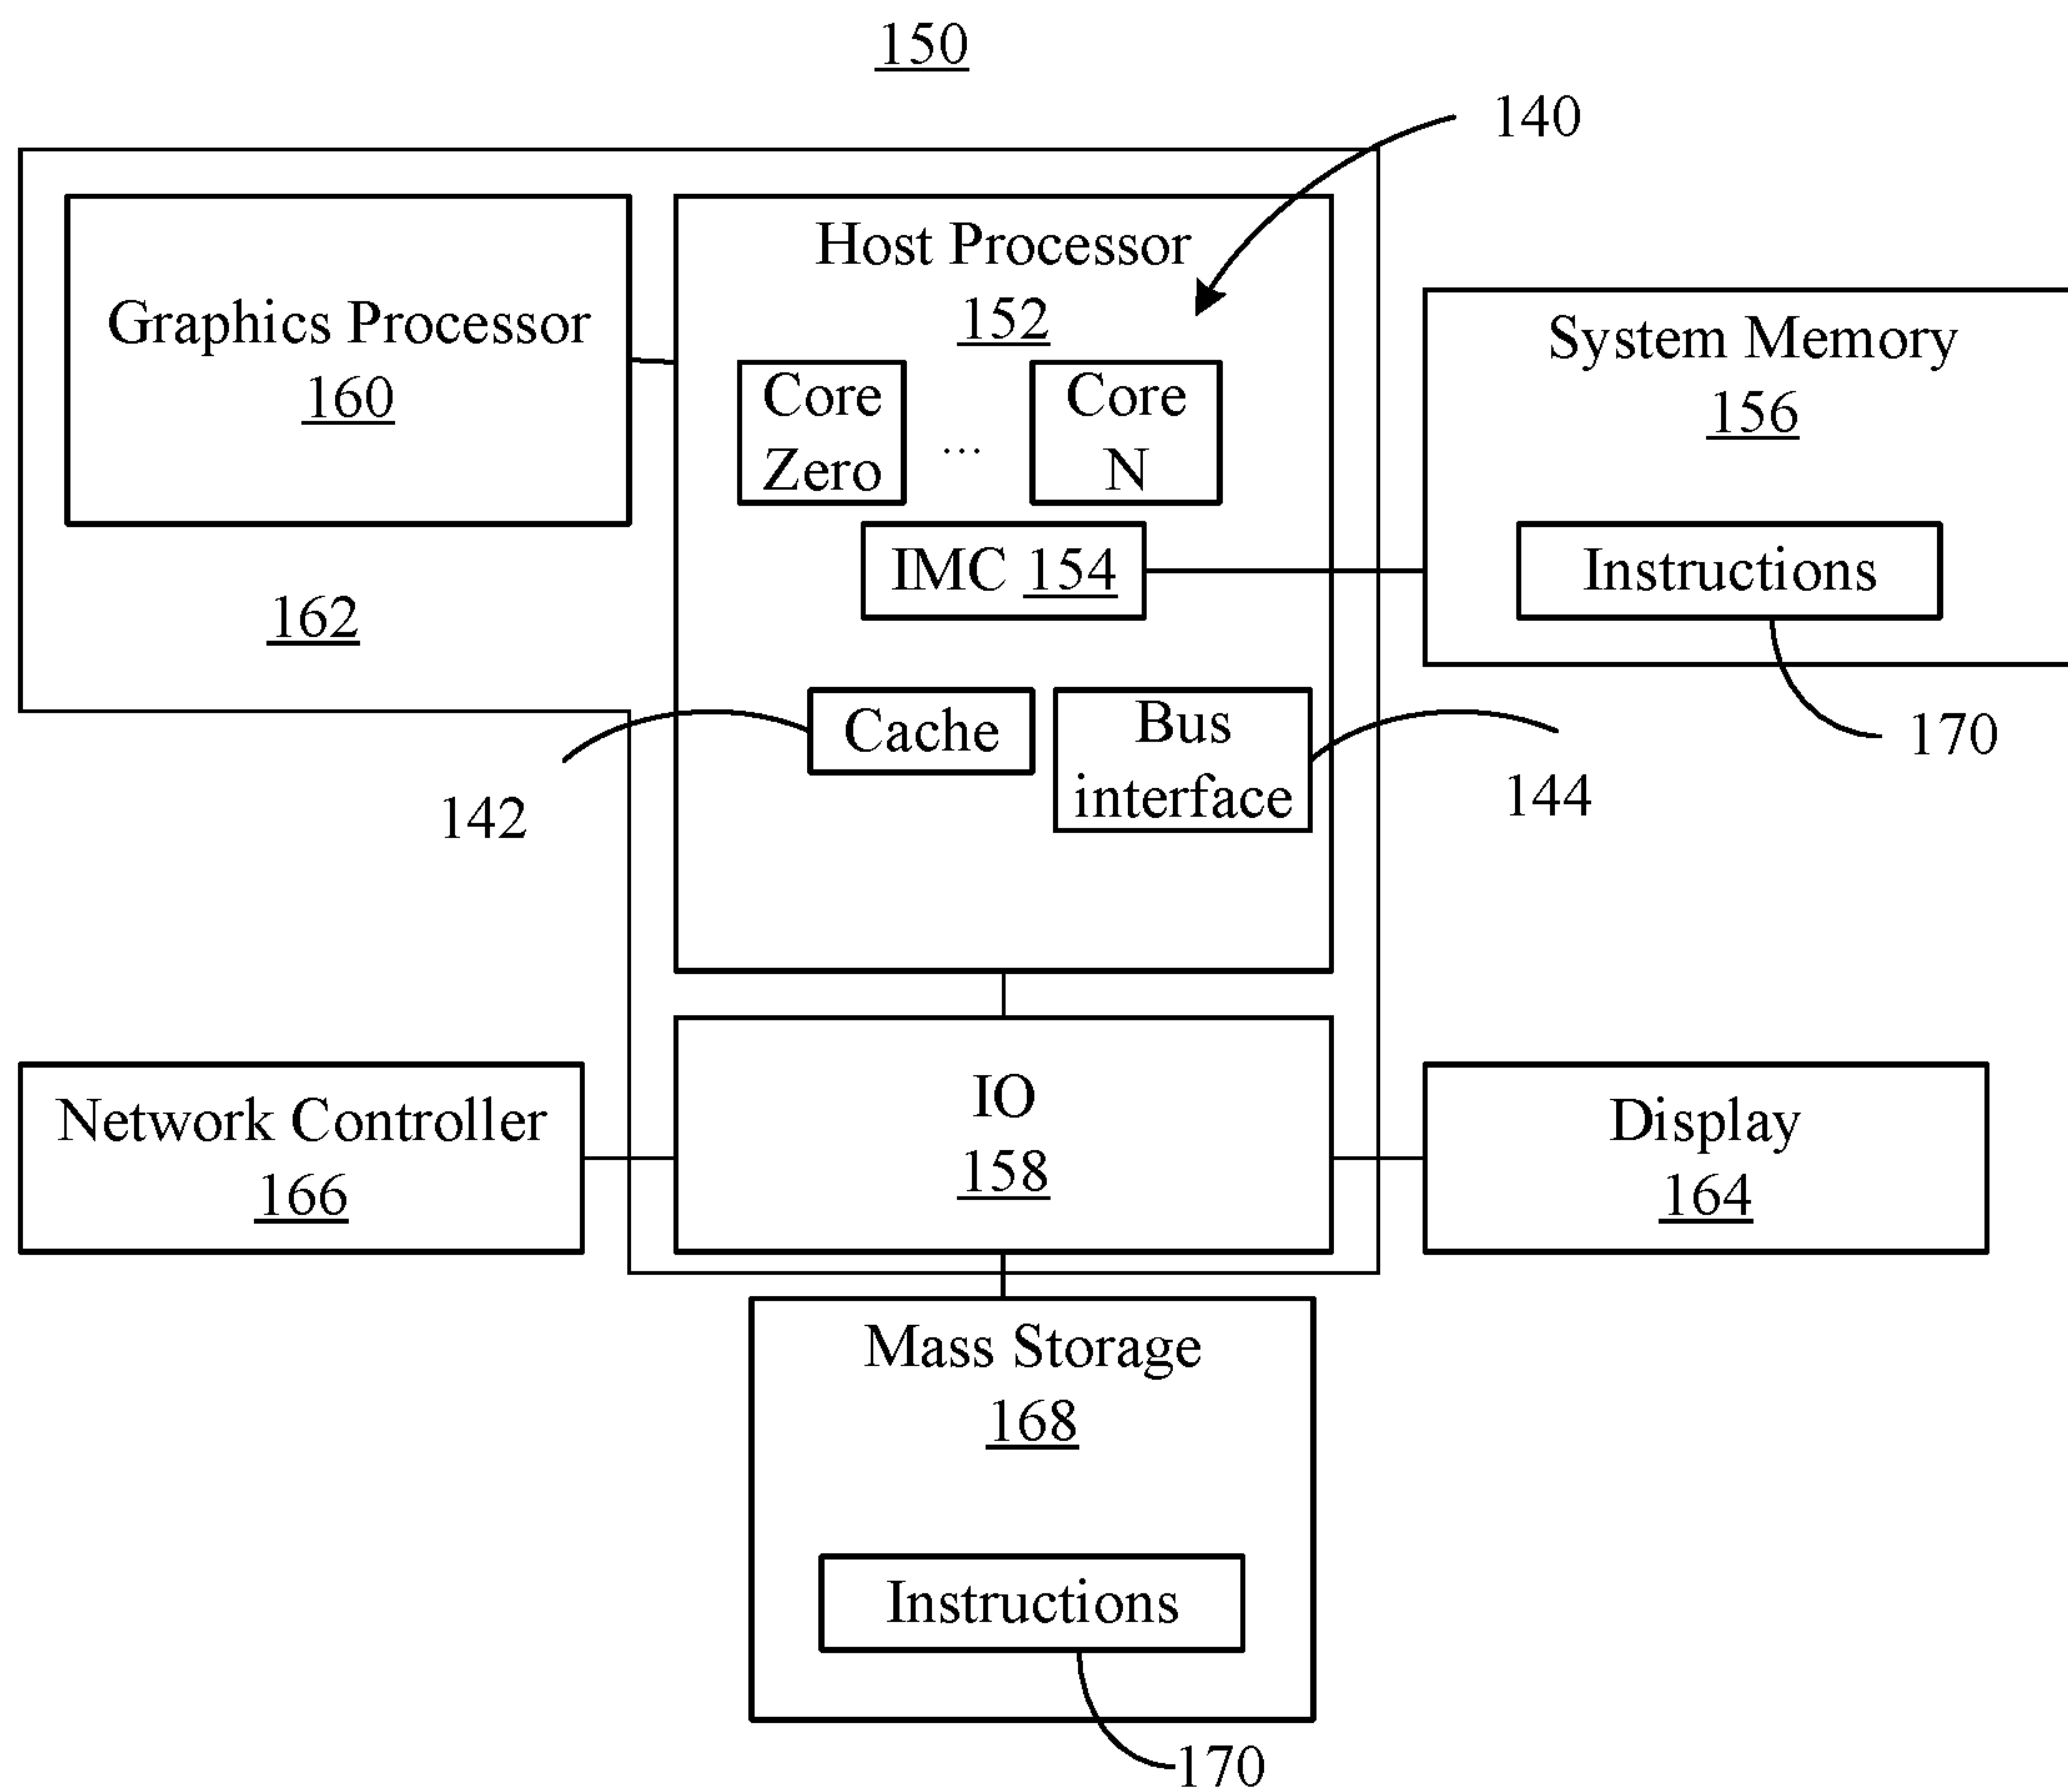 150
140
Graphics Processor
160
162
Host Processor
152
Core
Zero
...
Core
N
IMC 154
Cache
142
Bus
interface
144
System Memory
156
Instructions
170
Network Controller
166
IO
158
Display
164
Mass Storage
168
Instructions
170